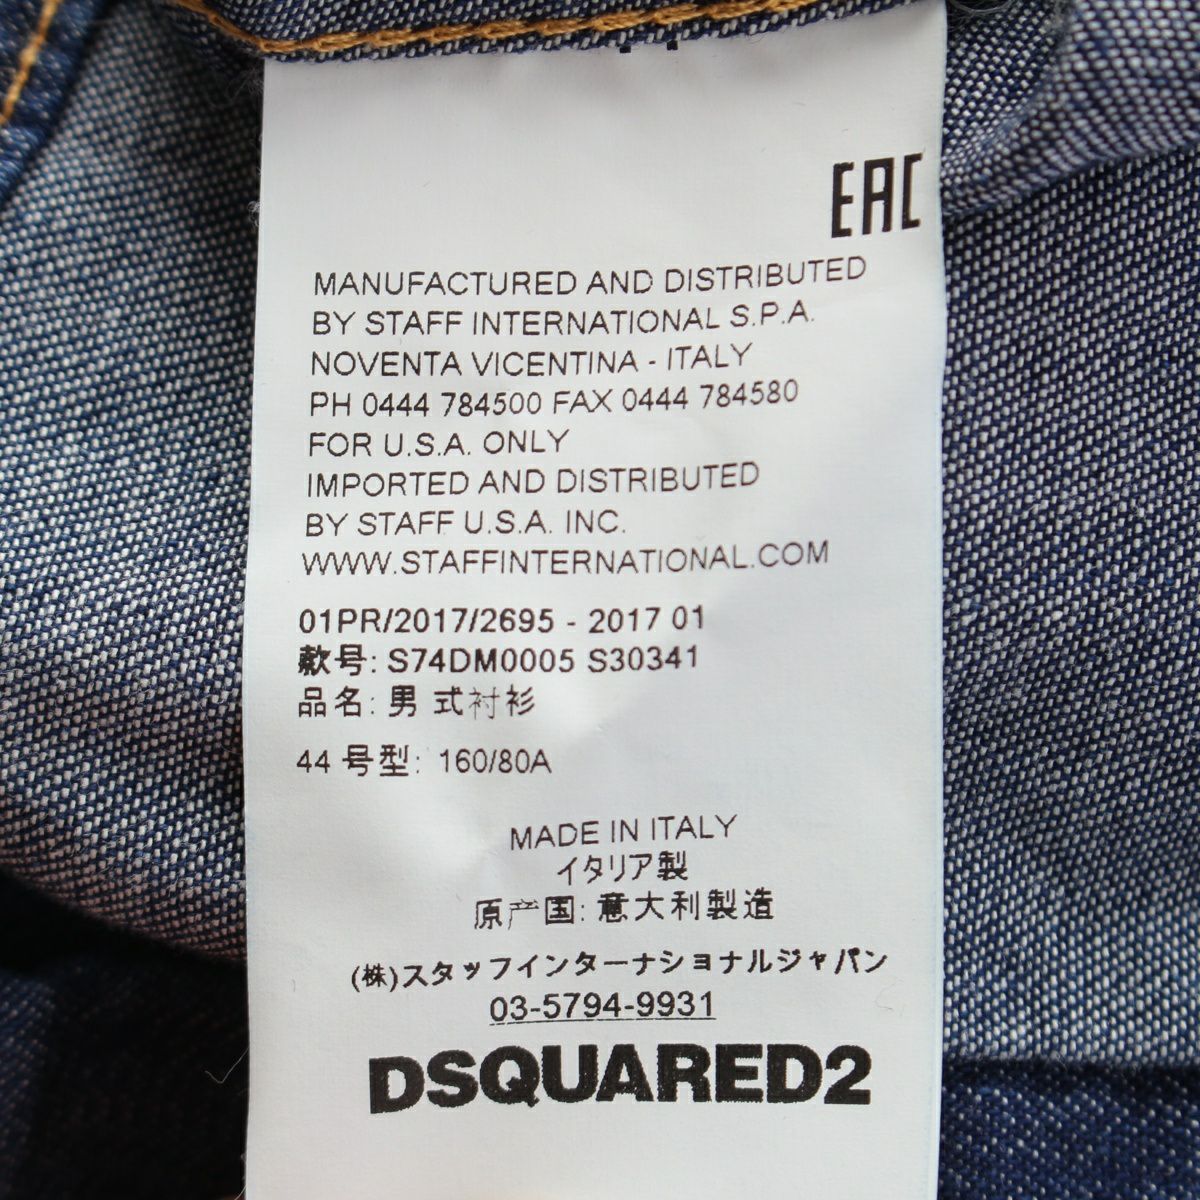 EAC
MANUFACTURED AND DISTRIBUTED
BY STAFF INTERNATIONAL S.P.A.
NOVENTA VICENTINA - ITALY
PH 0444 784500 FAX 0444 784580
FOR U.S.A. ONLY
IMPORTED AND DISTRIBUTED
BY STAFF U.S.A. INC.
WWW.STAFFINTERNATIONAL.COM
01PR/2017/2695 - 2017 01
款号: S74DM0005 S30341
品名: 男 式衬衫
44 号型: 160/80A
MADE IN ITALY
イタリア製
原产国: 意大利製造
(株)スタッフインターナショナルジャパン
03-5794-9931
DSQUARED2